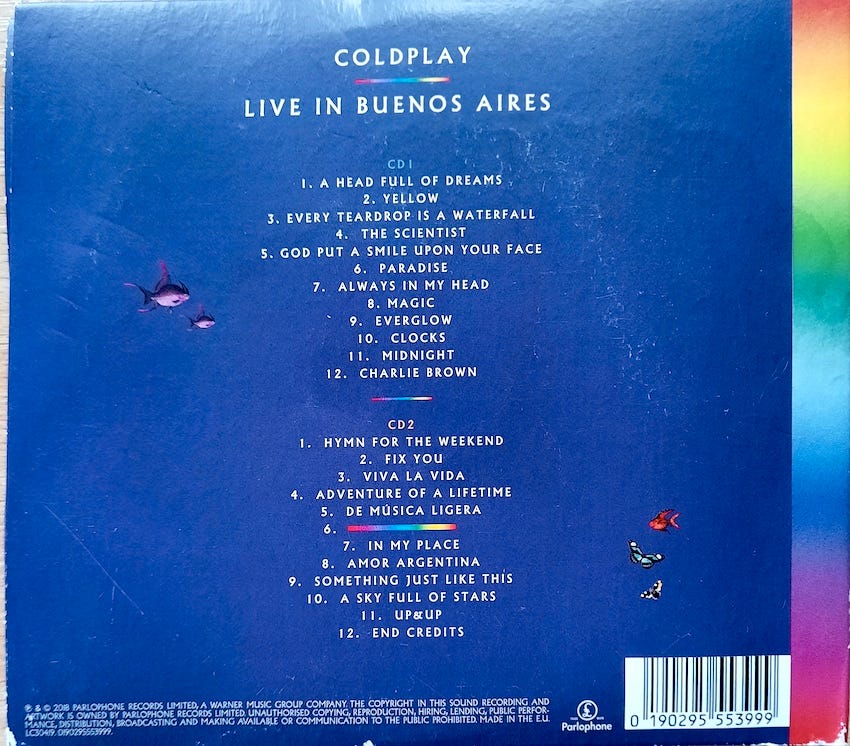 COLDPLAY
LIVE IN BUENOS AIRES
CD1
1. A HEAD FULL OF DREAMS
2. YELLOW
3. EVERY TEARDROP IS A WATERFALL
4. THE SCIENTIST
5. GOD PUT A SMILE UPON YOUR FACE
6. PARADISE
7. ALWAYS IN MY HEAD
8. MAGIC
9. EVERGLOW
10. CLOCKS
11. MIDNIGHT
12. CHARLIE BROWN
CD2
1. HYMN FOR THE WEEKEND
2. FIX YOU
3. VIVA LA VIDA
4. ADVENTURE OF A LIFETIME
5. DE MÚSICA LIGERA
6.
7. IN MY PLACE
8. AMOR ARGENTINA
9. SOMETHING JUST LIKE THIS
10. A SKY FULL OF STARS
11. UP&UP
12. END CREDITS
℗ & © 2018 PARLOPHONE RECORDS LIMITED, A WARNER MUSIC GROUP COMPANY. THE COPYRIGHT IN THIS SOUND RECORDING AND
ARTWORK IS OWNED BY PARLOPHONE RECORDS LIMITED. UNAUTHORISED COPYING, REPRODUCTION, HIRING, LENDING, PUBLIC PERFOR-
MANCE, DISTRIBUTION, BROADCASTING AND MAKING AVAILABLE OR COMMUNICATION TO THE PUBLIC PROHIBITED. MADE IN THE E.U.
LC30419. 0190295553999.
Parlophone
0 190295 553999